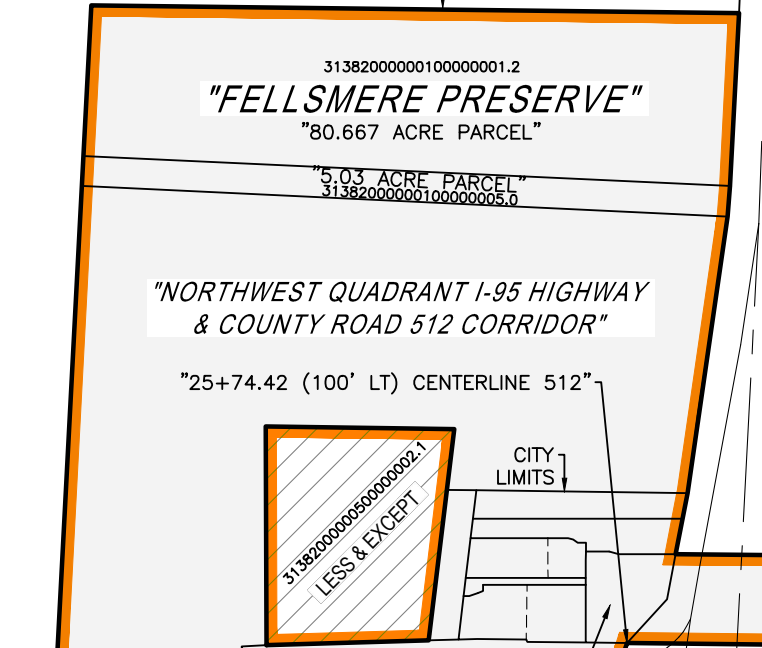 31382000000100000001.2
"FELLSMERE PRESERVE"
"80.667 ACRE PARCEL"
"5.03 ACRE PARCEL"
31382000000100000005.0
"NORTHWEST QUADRANT I-95 HIGHWAY
& COUNTY ROAD 512 CORRIDOR"
"25+74.42 (100' LT) CENTERLINE 512"
CITY
LIMITS
31382000000500000002.1
LESS & EXCEPT